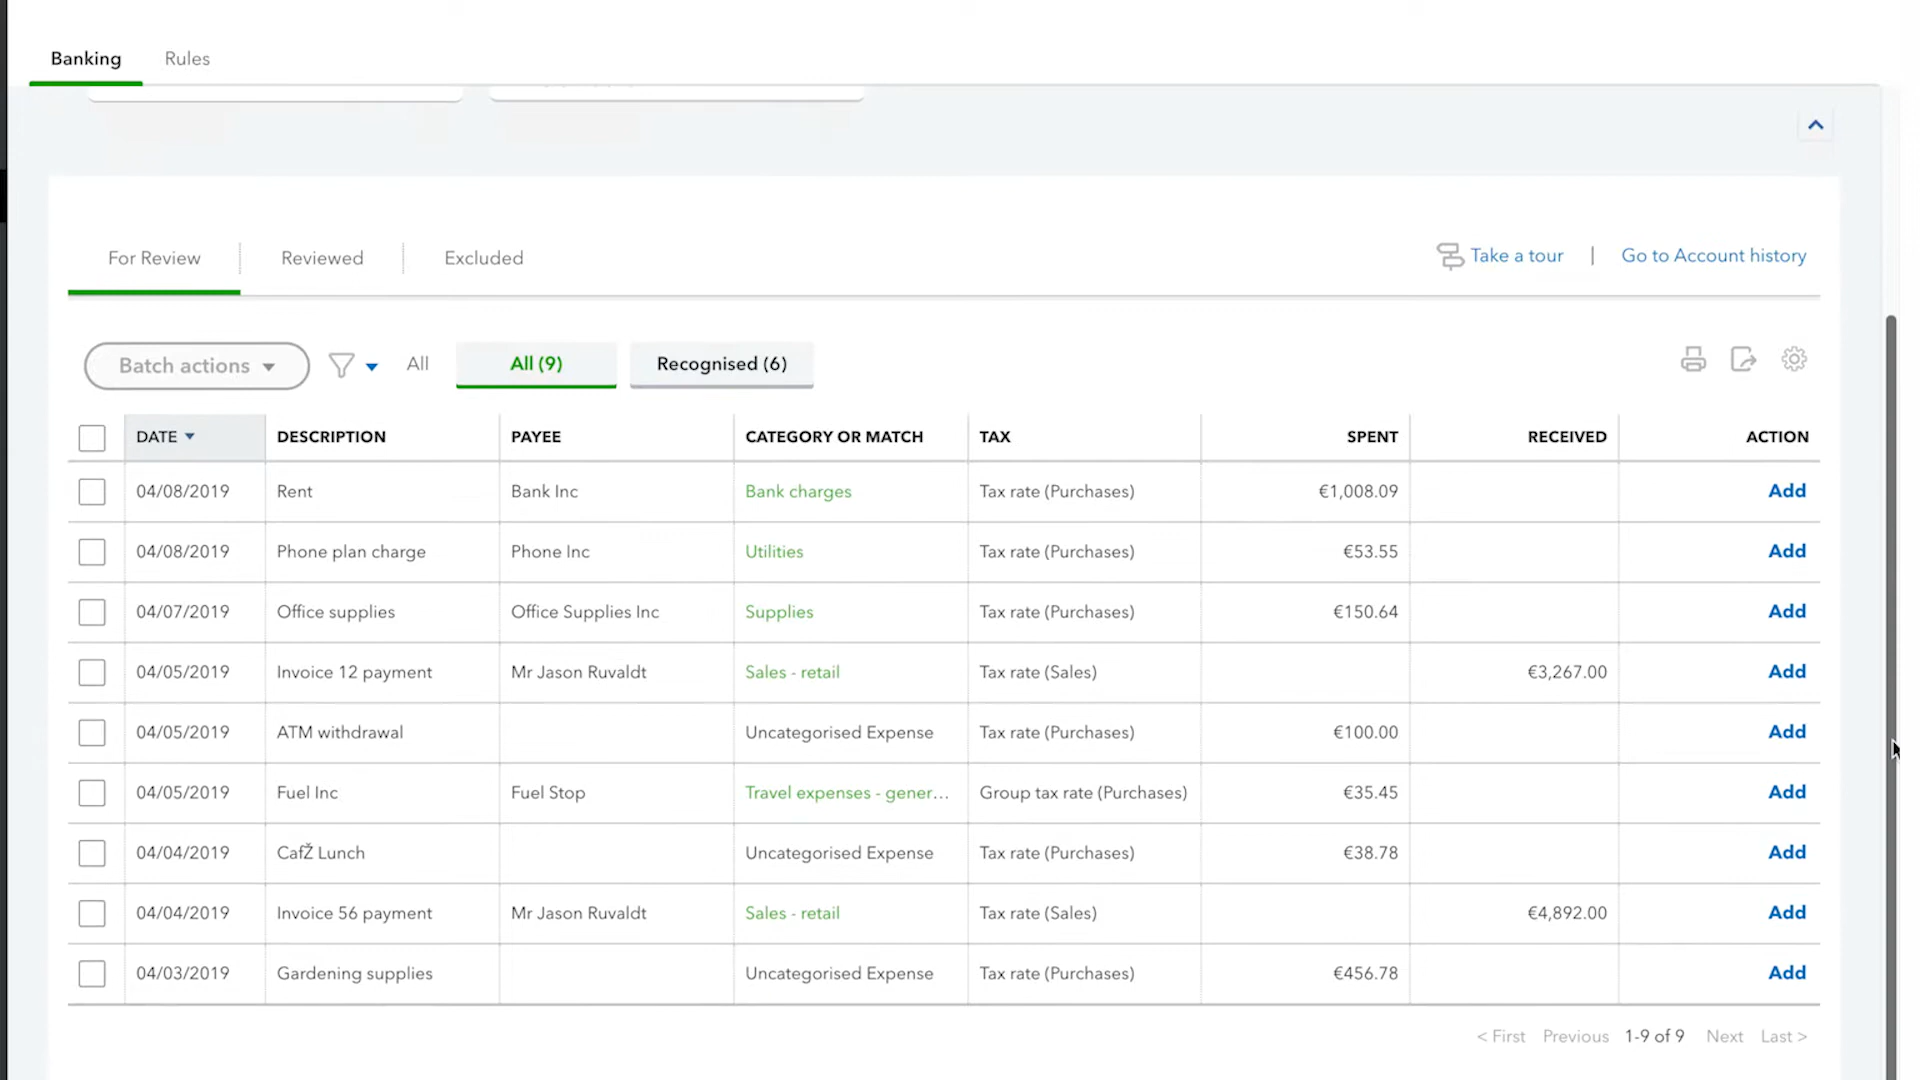 Banking Rules
For Review Reviewed Excluded Take a tour | Go to Account history
Batch actions All All (9) Recognised (6)
DATE DESCRIPTION PAYEE CATEGORY OR MATCH TAX SPENT RECEIVED ACTION
04/08/2019 Rent Bank Inc Bank charges Tax rate (Purchases) €1,008.09 Add
04/08/2019 Phone plan charge Phone Inc Utilities Tax rate (Purchases) €53.55 Add
04/07/2019 Office supplies Office Supplies Inc Supplies Tax rate (Purchases) €150.64 Add
04/05/2019 Invoice 12 payment Mr Jason Ruvaldt Sales - retail Tax rate (Sales) €3,267.00 Add
04/05/2019 ATM withdrawal Uncategorised Expense Tax rate (Purchases) €100.00 Add
04/05/2019 Fuel Inc Fuel Stop Travel expenses - gener... Group tax rate (Purchases) €35.45 Add
04/04/2019 CafŽ Lunch Uncategorised Expense Tax rate (Purchases) €38.78 Add
04/04/2019 Invoice 56 payment Mr Jason Ruvaldt Sales - retail Tax rate (Sales) €4,892.00 Add
04/03/2019 Gardening supplies Uncategorised Expense Tax rate (Purchases) €456.78 Add
< First Previous 1-9 of 9 Next Last >